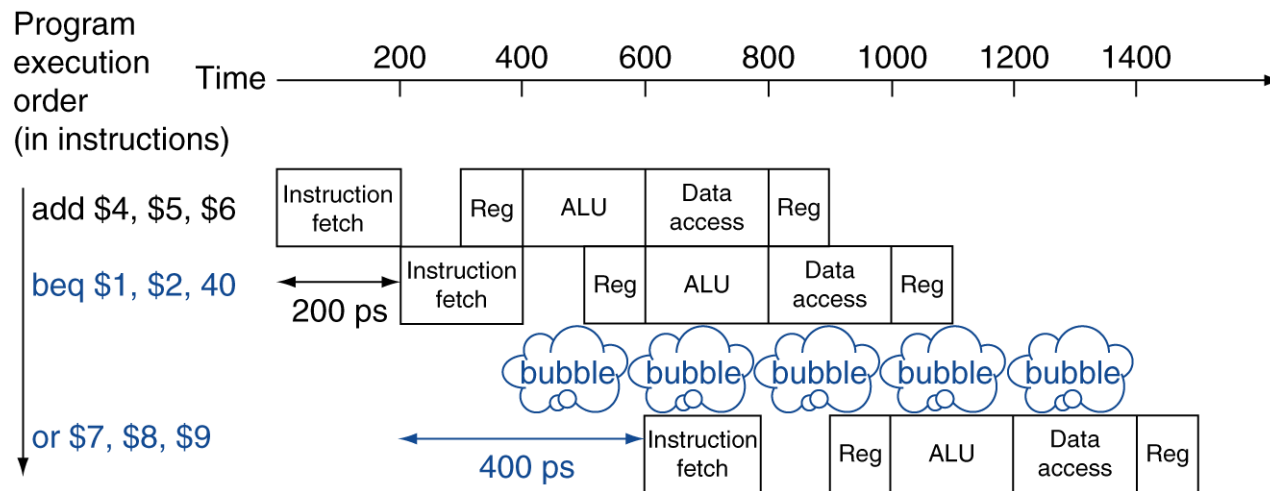 Program
execution
order
(in instructions)
Time
200 400 600 800 1000 1200 1400
add $4, $5, $6
Instruction
fetch
Reg
ALU
Data
access
Reg
beq $1, $2, 40
200 ps
Instruction
fetch
Reg
ALU
Data
access
Reg
bubble bubble bubble bubble bubble
or $7, $8, $9
400 ps
Instruction
fetch
Reg
ALU
Data
access
Reg